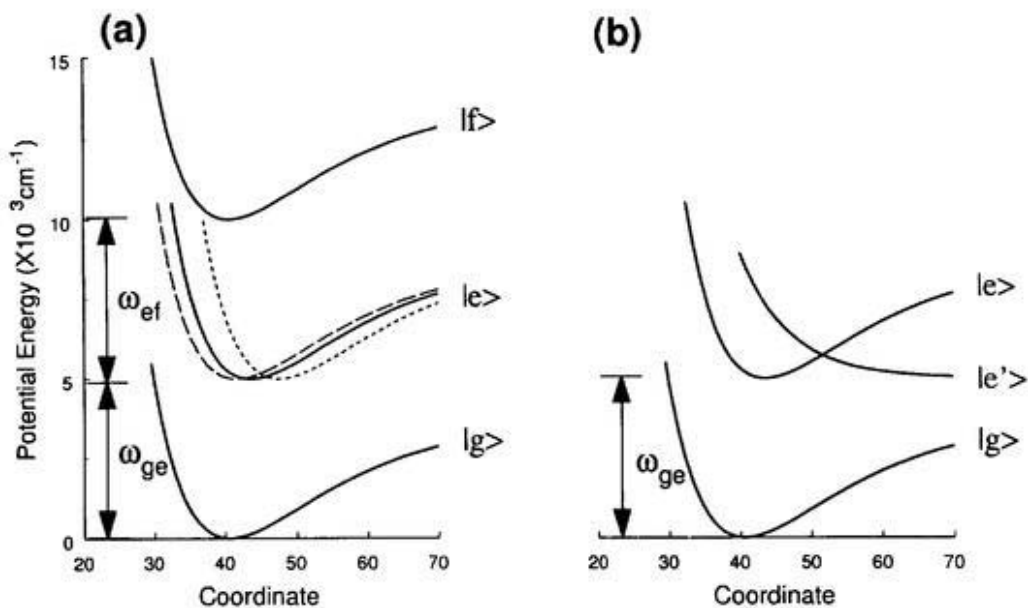 (a)
(b)
15
10
5
0
Potential Energy (X10 ³cm⁻¹)
|f>
|e>
|g>
ω_ef
ω_ge
20 30 40 50 60 70
Coordinate
|e>
|e'>
|g>
ω_ge
20 30 40 50 60 70
Coordinate